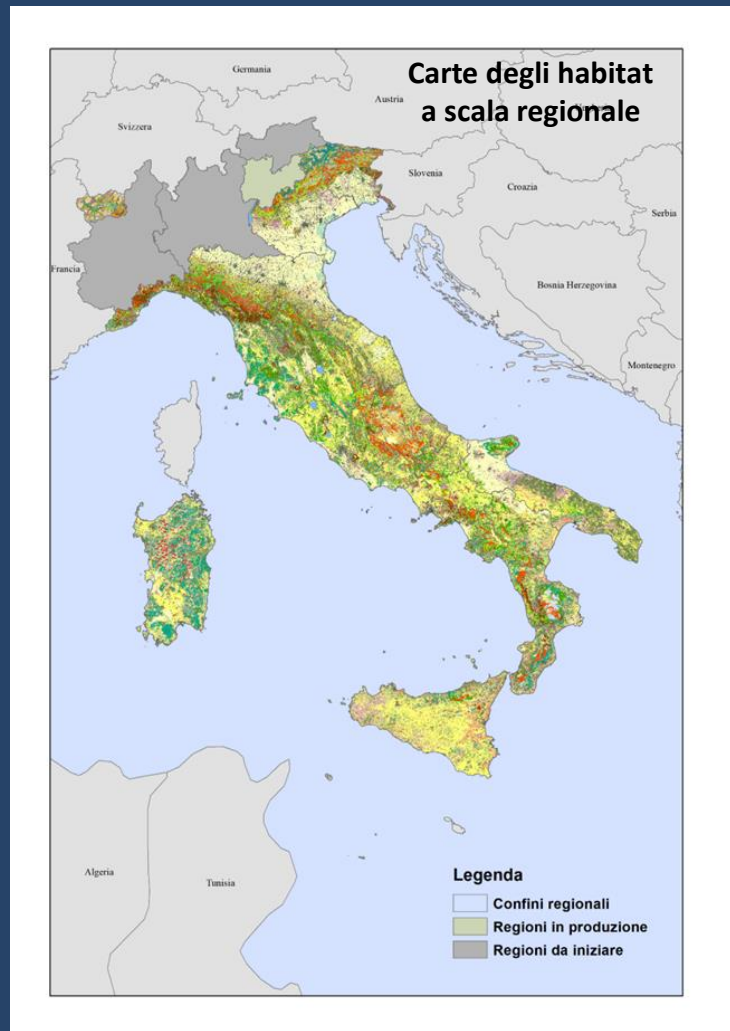 Carte degli habitat
a scala regionale
Germania
Austria
Svizzera
Slovenia
Croazia
Serbia
Francia
Bosnia Herzegovina
Montenegro
Algeria
Tunisia
Legenda
Confini regionali
Regioni in produzione
Regioni da iniziare